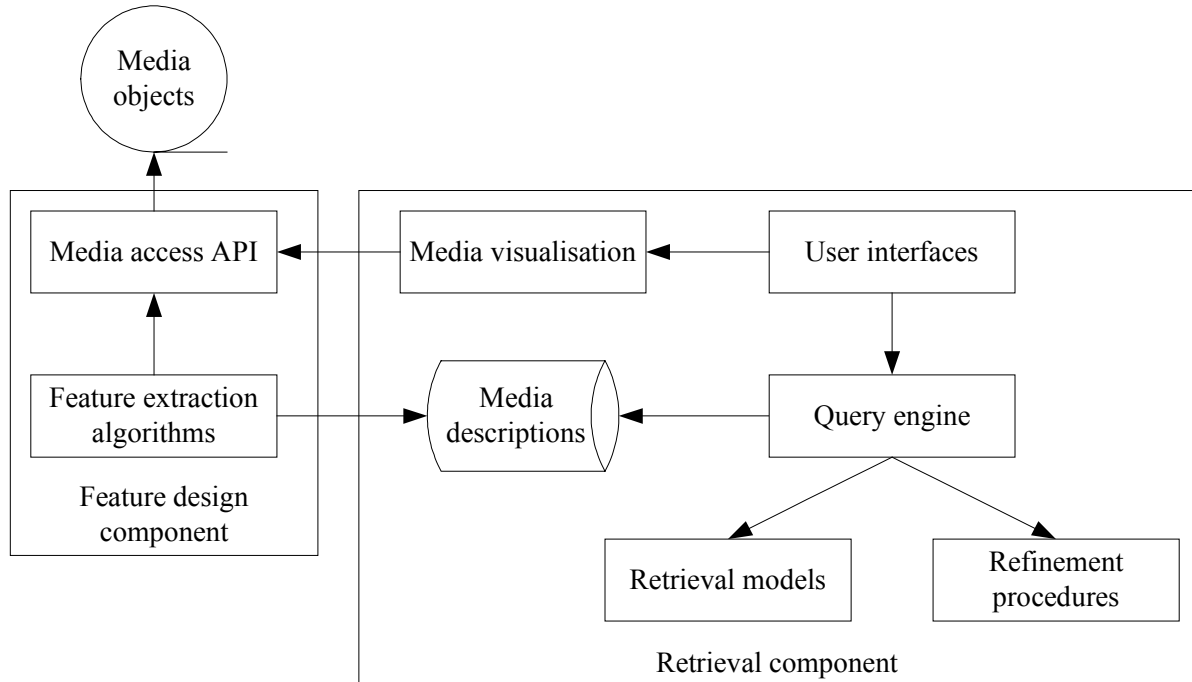 Media
objects
Media access API
Media visualisation
User interfaces
Feature extraction
algorithms
Media
descriptions
Query engine
Feature design
component
Retrieval models
Refinement
procedures
Retrieval component